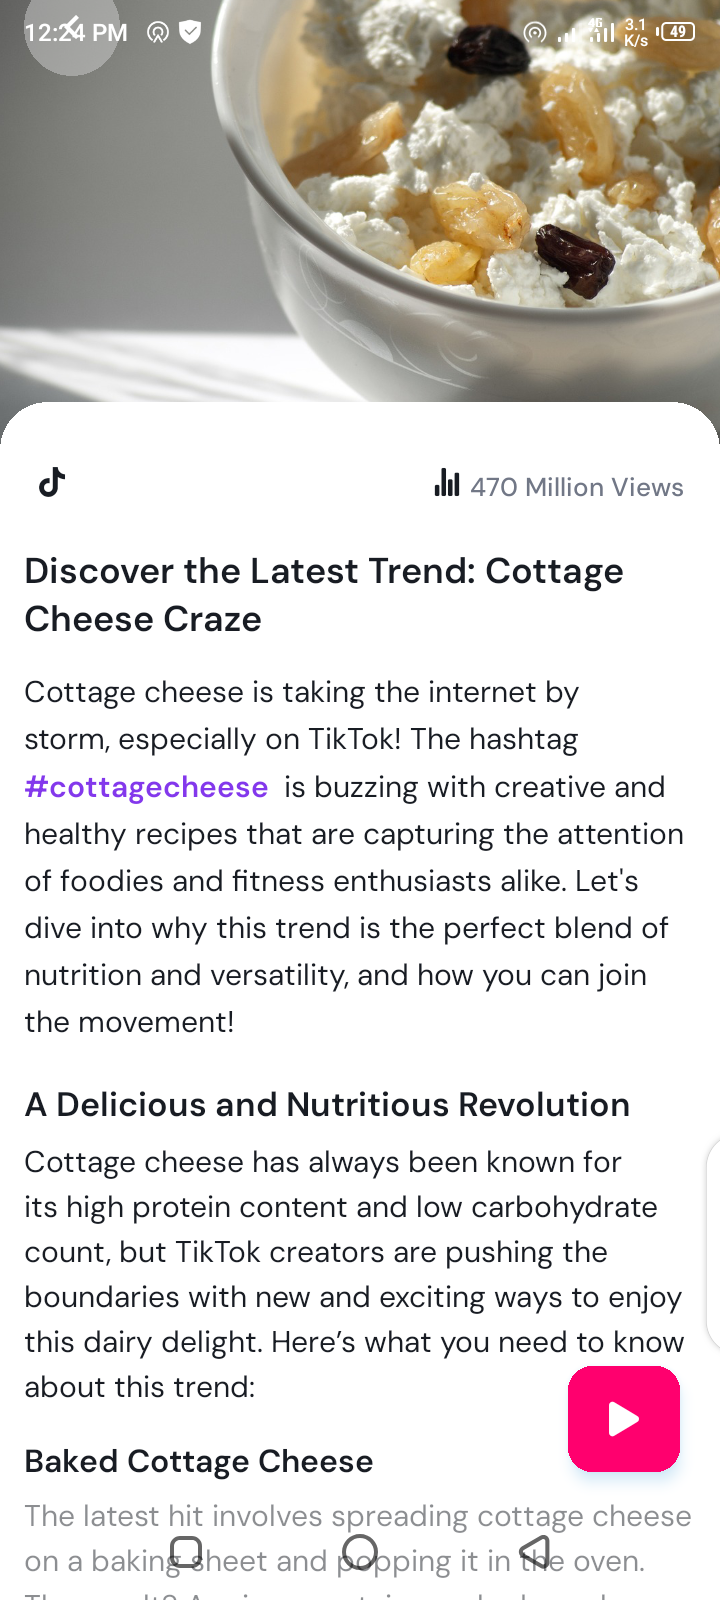 12:24 PM
4G
3.1
K/s
49
470 Million Views
Discover the Latest Trend: Cottage
Cheese Craze
Cottage cheese is taking the internet by
storm, especially on TikTok! The hashtag
#cottagecheese is buzzing with creative and
healthy recipes that are capturing the attention
of foodies and fitness enthusiasts alike. Let's
dive into why this trend is the perfect blend of
nutrition and versatility, and how you can join
the movement!
A Delicious and Nutritious Revolution
Cottage cheese has always been known for
its high protein content and low carbohydrate
count, but TikTok creators are pushing the
boundaries with new and exciting ways to enjoy
this dairy delight. Here’s what you need to know
about this trend:
Baked Cottage Cheese
The latest hit involves spreading cottage cheese
on a baking sheet and popping it in the oven.